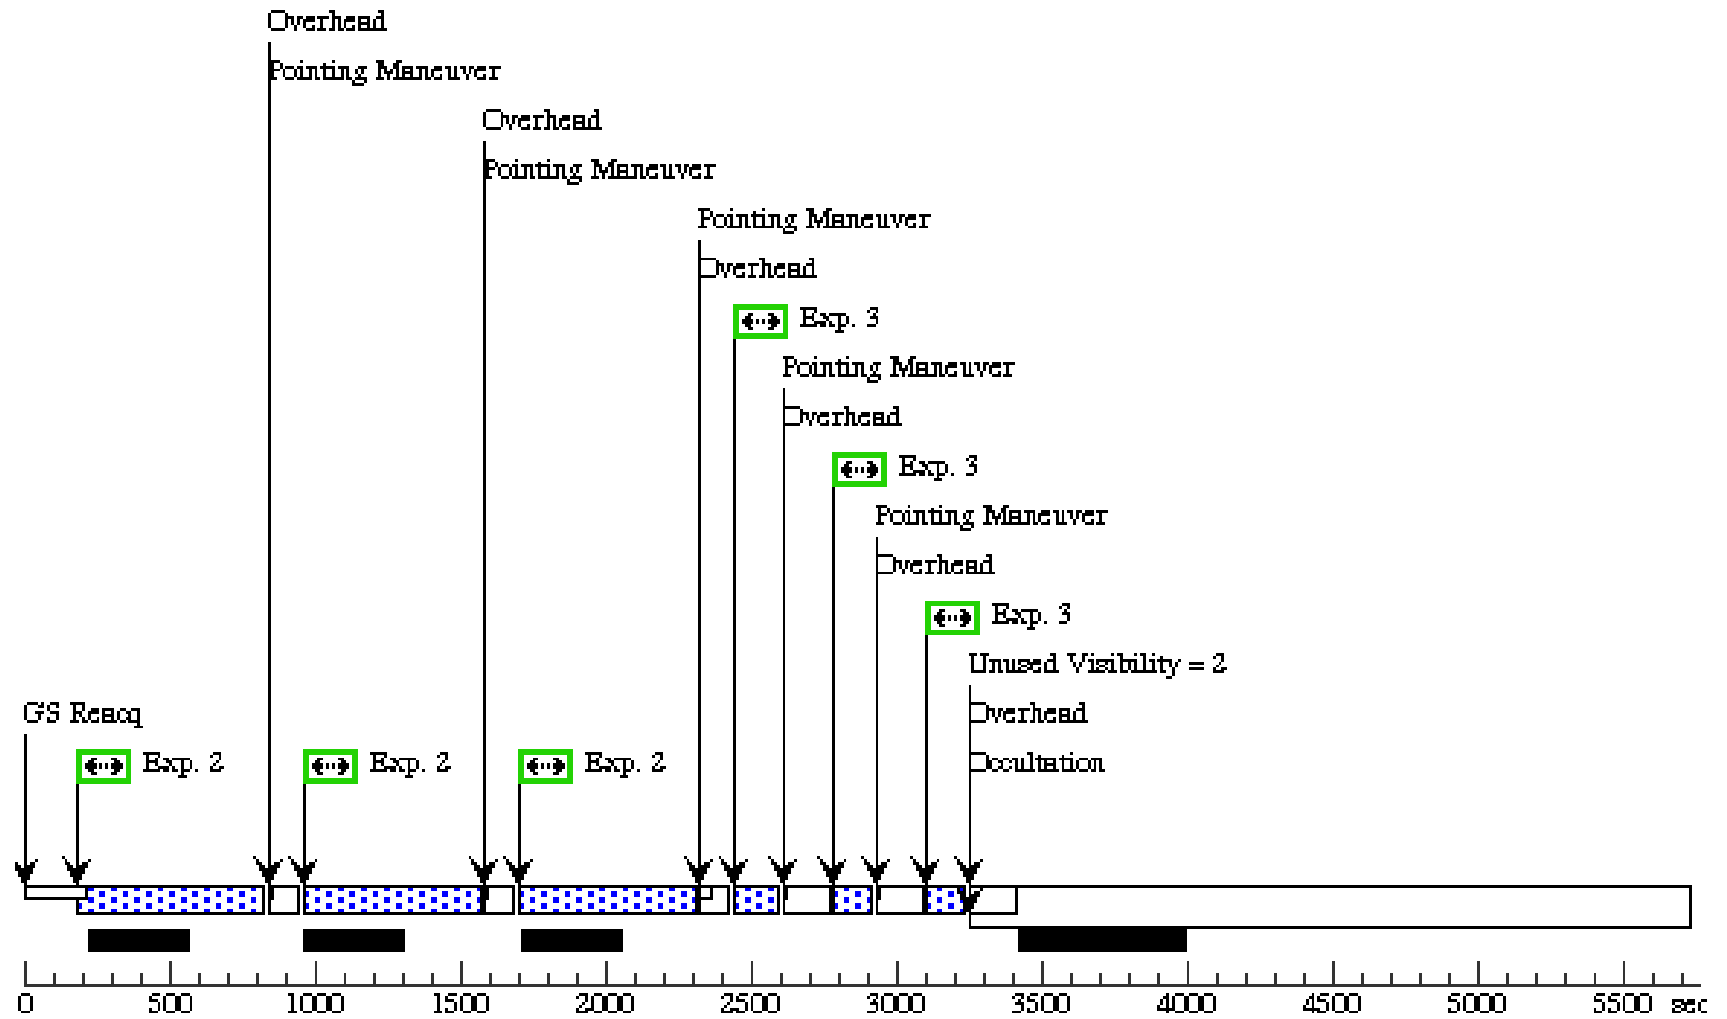 Overhead
Pointing Maneuver
Overhead
Pointing Maneuver
Pointing Maneuver
Overhead
Exp. 3
Pointing Maneuver
Overhead
Exp. 3
Pointing Maneuver
Overhead
Exp. 3
Unused Visibility = 2
GS Reacq
Overhead
Exp. 2 Exp. 2 Exp. 2 Occultation
0 500 1000 1500 2000 2500 3000 3500 4000 4500 5000 5500 sec